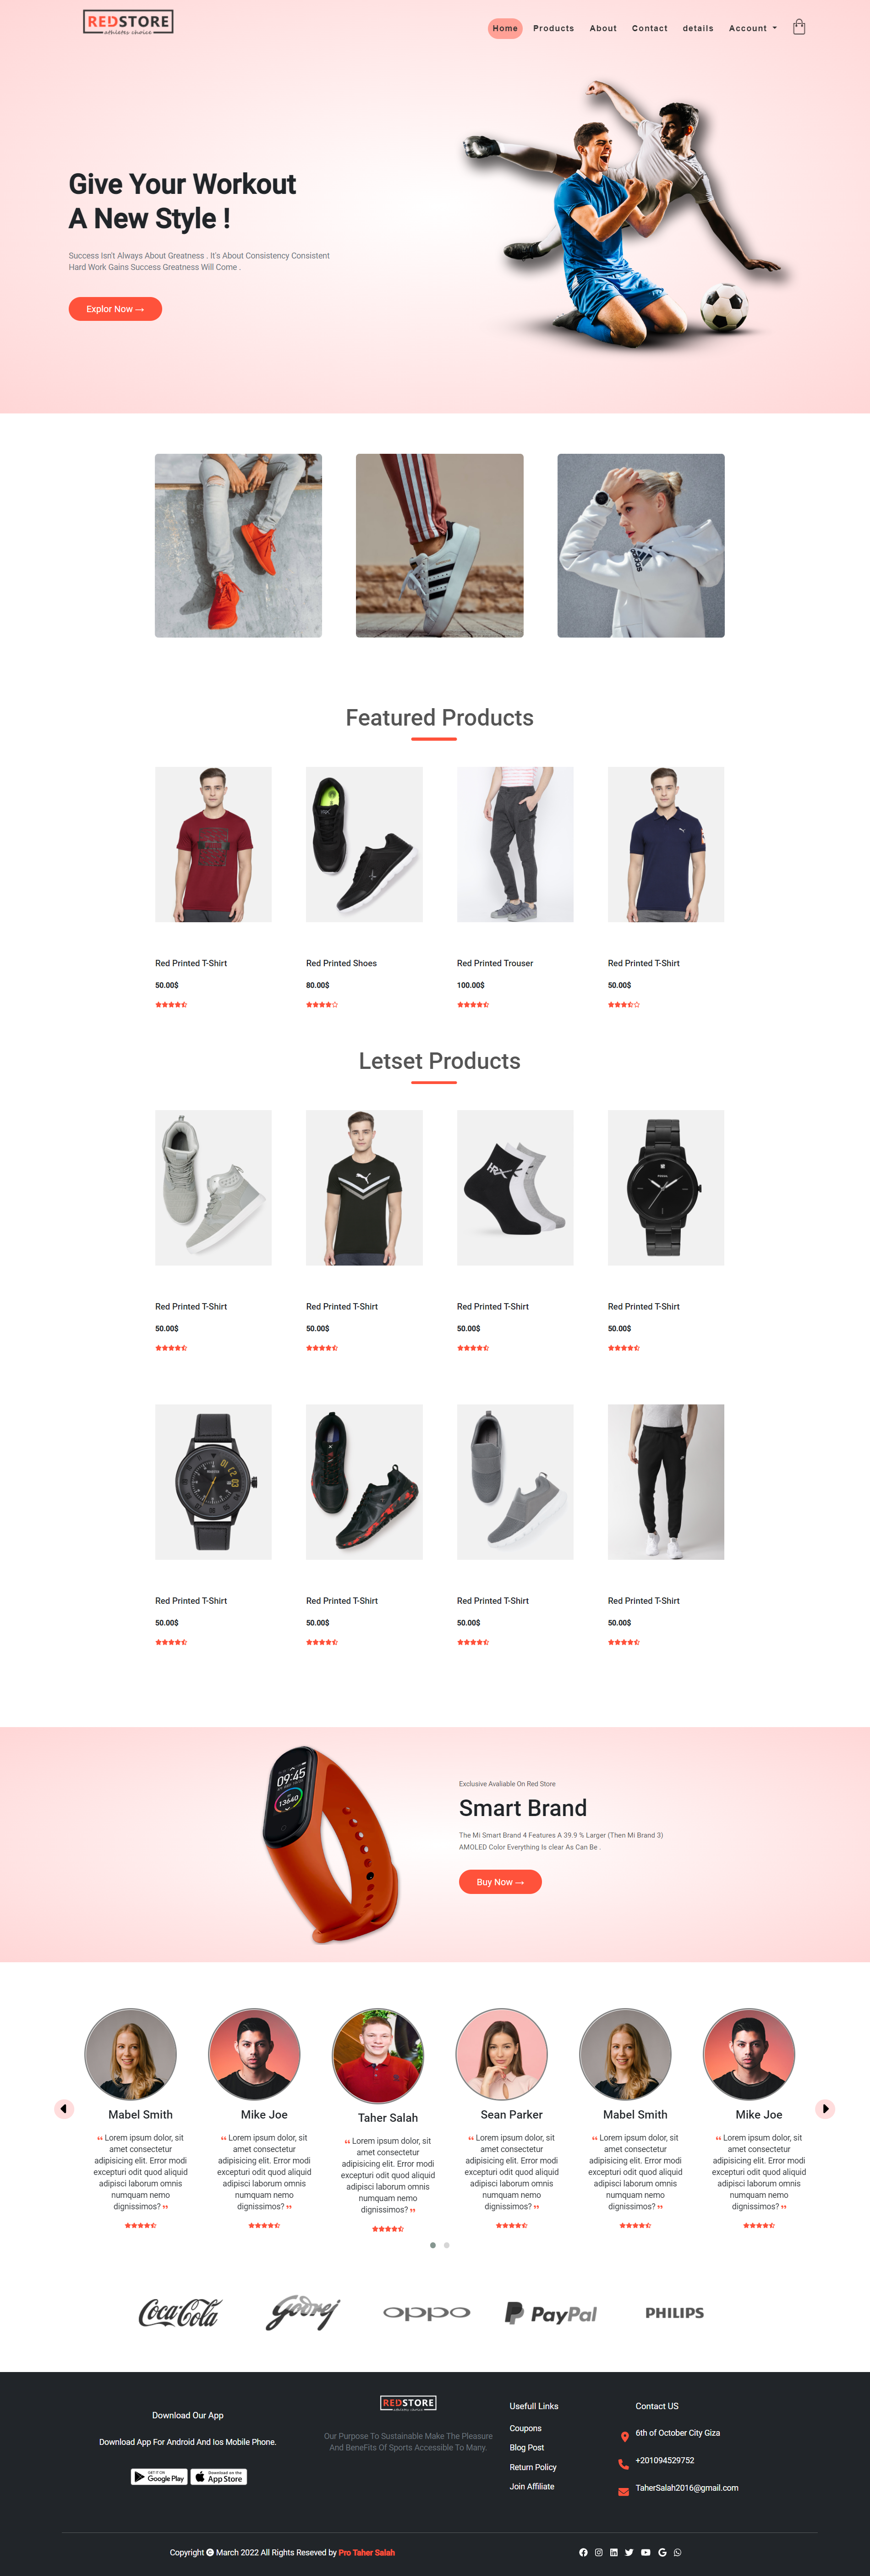 REDSTORE
athletes choice
Home Products About Contact details Account
Give Your Workout
A New Style !
Success Isn't Always About Greatness . It's About Consistency Consistent
Hard Work Gains Success Greatness Will Come .
Explor Now →
Featured Products
Red Printed T-Shirt
50.00$
Red Printed Shoes
80.00$
Red Printed Trouser
100.00$
Red Printed T-Shirt
50.00$
Letset Products
Red Printed T-Shirt
50.00$
Red Printed T-Shirt
50.00$
Red Printed T-Shirt
50.00$
Red Printed T-Shirt
50.00$
Red Printed T-Shirt
50.00$
Red Printed T-Shirt
50.00$
Red Printed T-Shirt
50.00$
Red Printed T-Shirt
50.00$
09:45
13640
Exclusive Avaliable On Red Store
Smart Brand
The Mi Smart Brand 4 Features A 39.9 % Larger (Then Mi Brand 3)
AMOLED Color Everything Is clear As Can Be .
Buy Now →
Mabel Smith
“ Lorem ipsum dolor, sit
amet consectetur
adipisicing elit. Error modi
excepturi odit quod aliquid
adipisci laborum omnis
numquam nemo
dignissimos? ”
Mike Joe
“ Lorem ipsum dolor, sit
amet consectetur
adipisicing elit. Error modi
excepturi odit quod aliquid
adipisci laborum omnis
numquam nemo
dignissimos? ”
Taher Salah
“ Lorem ipsum dolor, sit
amet consectetur
adipisicing elit. Error modi
excepturi odit quod aliquid
adipisci laborum omnis
numquam nemo
dignissimos? ”
Sean Parker
“ Lorem ipsum dolor, sit
amet consectetur
adipisicing elit. Error modi
excepturi odit quod aliquid
adipisci laborum omnis
numquam nemo
dignissimos? ”
Mabel Smith
“ Lorem ipsum dolor, sit
amet consectetur
adipisicing elit. Error modi
excepturi odit quod aliquid
adipisci laborum omnis
numquam nemo
dignissimos? ”
Mike Joe
“ Lorem ipsum dolor, sit
amet consectetur
adipisicing elit. Error modi
excepturi odit quod aliquid
adipisci laborum omnis
numquam nemo
dignissimos? ”
Coca-Cola
Godrej
oppo
PayPal
PHILIPS
Download Our App
Download App For Android And Ios Mobile Phone.
GET IT ON
Google Play
Download on the
App Store
REDSTORE
athletes choice
Our Purpose To Sustainable Make The Pleasure
And BeneFits Of Sports Accessible To Many.
Usefull Links
Coupons
Blog Post
Return Policy
Join Affiliate
Contact US
6th of October City Giza
+201094529752
TaherSalah2016@gmail.com
Copyright © March 2022 All Rights Reseved by Pro Taher Salah